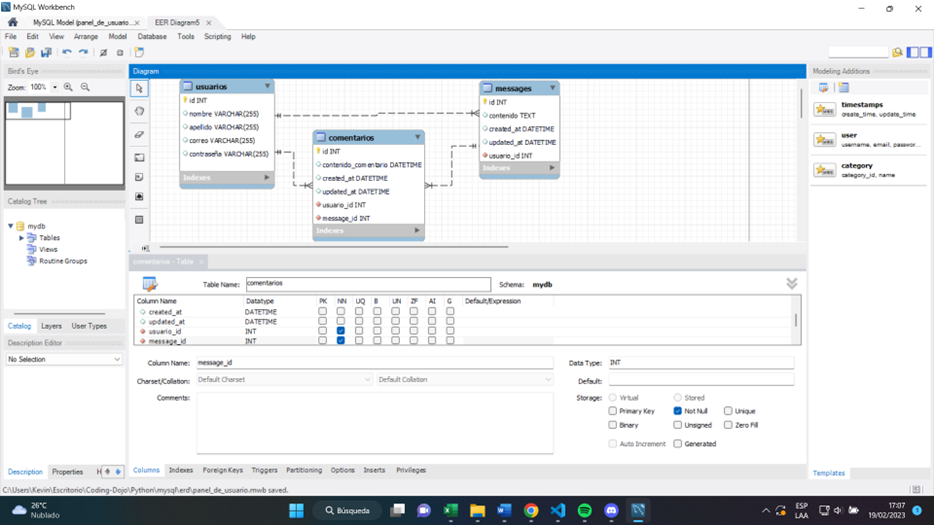 MySQL Workbench
MySQL Model (panel_de_usuario... × EER Diagram5 ×
File Edit View Arrange Model Database Tools Scripting Help
Bird's Eye
Zoom: 100%
Diagram
usuarios
id INT
nombre VARCHAR(255)
apellido VARCHAR(255)
correo VARCHAR(255)
contraseña VARCHAR(255)
Indexes
comentarios
id INT
contenido_comentario DATETIME
created_at DATETIME
updated_at DATETIME
usuario_id INT
message_id INT
Indexes
messages
id INT
contenido TEXT
created_at DATETIME
updated_at DATETIME
usuario_id INT
Indexes
Modeling Additions
timestamps
create_time, update_time
user
username, email, passwor...
category
category_id, name
Templates
Catalog Tree
mydb
Tables
Views
Routine Groups
Catalog Layers User Types
Description Editor
No Selection
Description Properties H
comentarios - Table ×
Table Name: comentarios Schema: mydb
Column Name Datatype PK NN UQ B UN ZF AI G Default/Expression
created_at DATETIME
updated_at DATETIME
usuario_id INT
message_id INT
Column Name: message_id Data Type: INT
Charset/Collation: Default Charset Default Collation Default:
Comments: Storage: Virtual Stored
Primary Key Not Null Unique
Binary Unsigned Zero Fill
Auto Increment Generated
Columns Indexes Foreign Keys Triggers Partitioning Options Inserts Privileges
C:\Users\Kevin\Escritorio\Coding-Dojo\Python\mysql\erd\panel_de_usuario.mwb saved.
26°C
Nublado
Búsqueda
ESP
LAA
17:07
19/02/2023